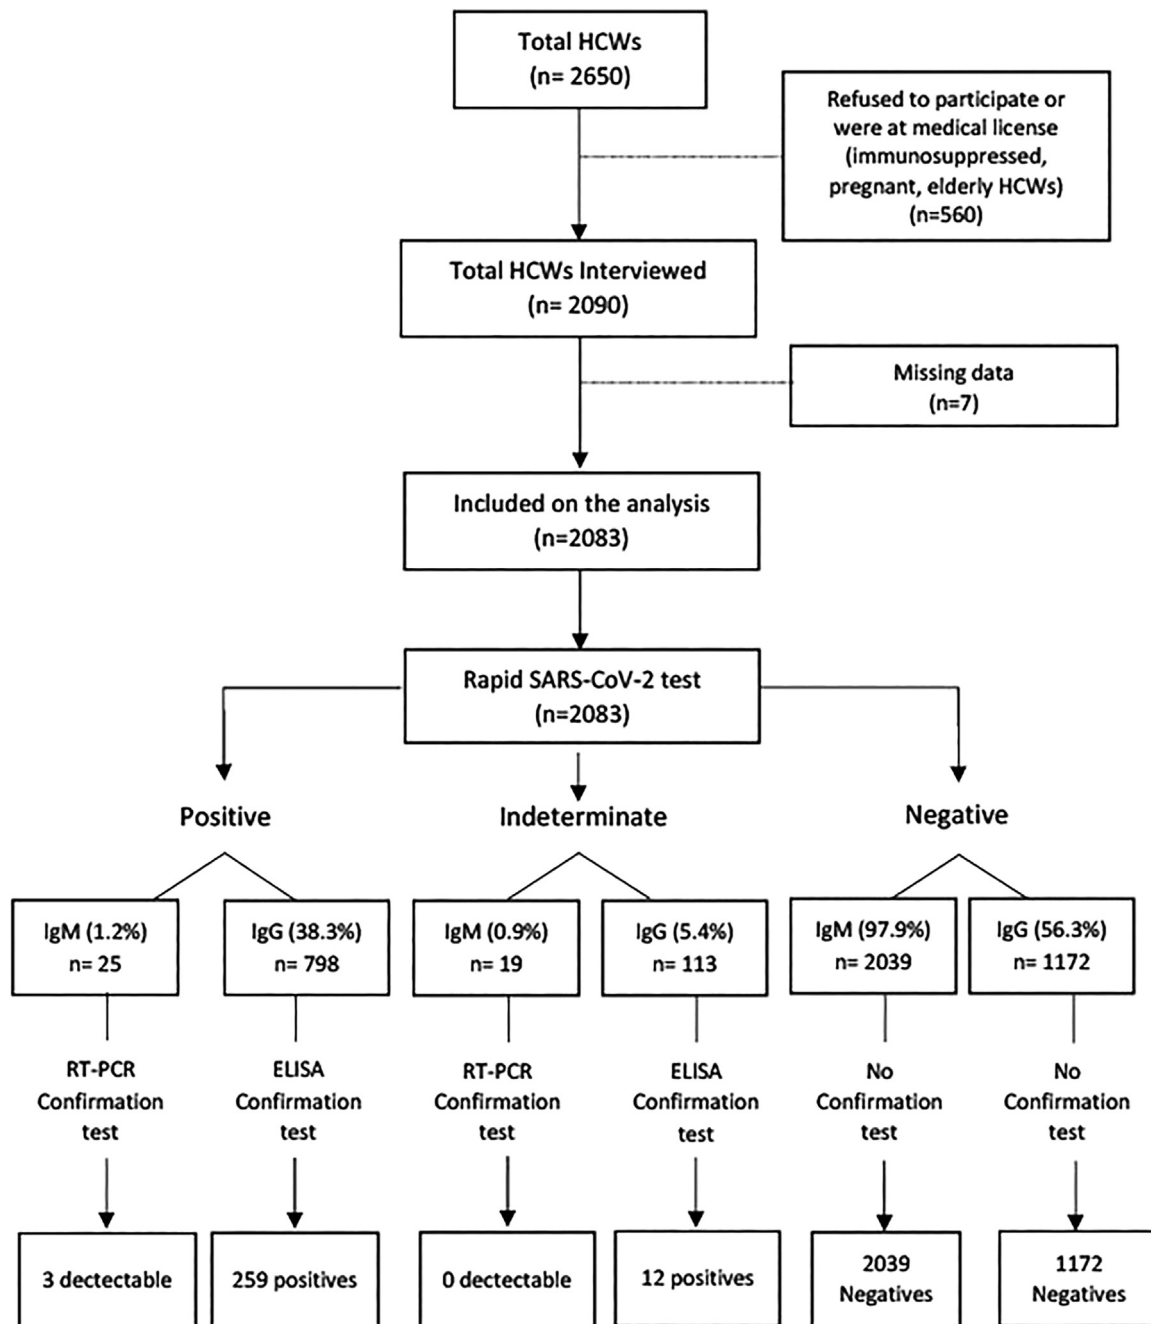 Total HCWs
(n= 2650)
Refused to participate or
were at medical license
(immunosuppressed,
pregnant, elderly HCWs)
(n=560)
Total HCWs Interviewed
(n= 2090)
Missing data
(n=7)
Included on the analysis
(n=2083)
Rapid SARS-CoV-2 test
(n=2083)
Positive
Indeterminate
Negative
IgM (1.2%)
n= 25
IgG (38.3%)
n= 798
IgM (0.9%)
n= 19
IgG (5.4%)
n= 113
IgM (97.9%)
n= 2039
IgG (56.3%)
n= 1172
RT-PCR
Confirmation
test
ELISA
Confirmation
test
RT-PCR
Confirmation
test
ELISA
Confirmation
test
No
Confirmation
test
No
Confirmation
test
3 dectectable
259 positives
0 dectectable
12 positives
2039
Negatives
1172
Negatives